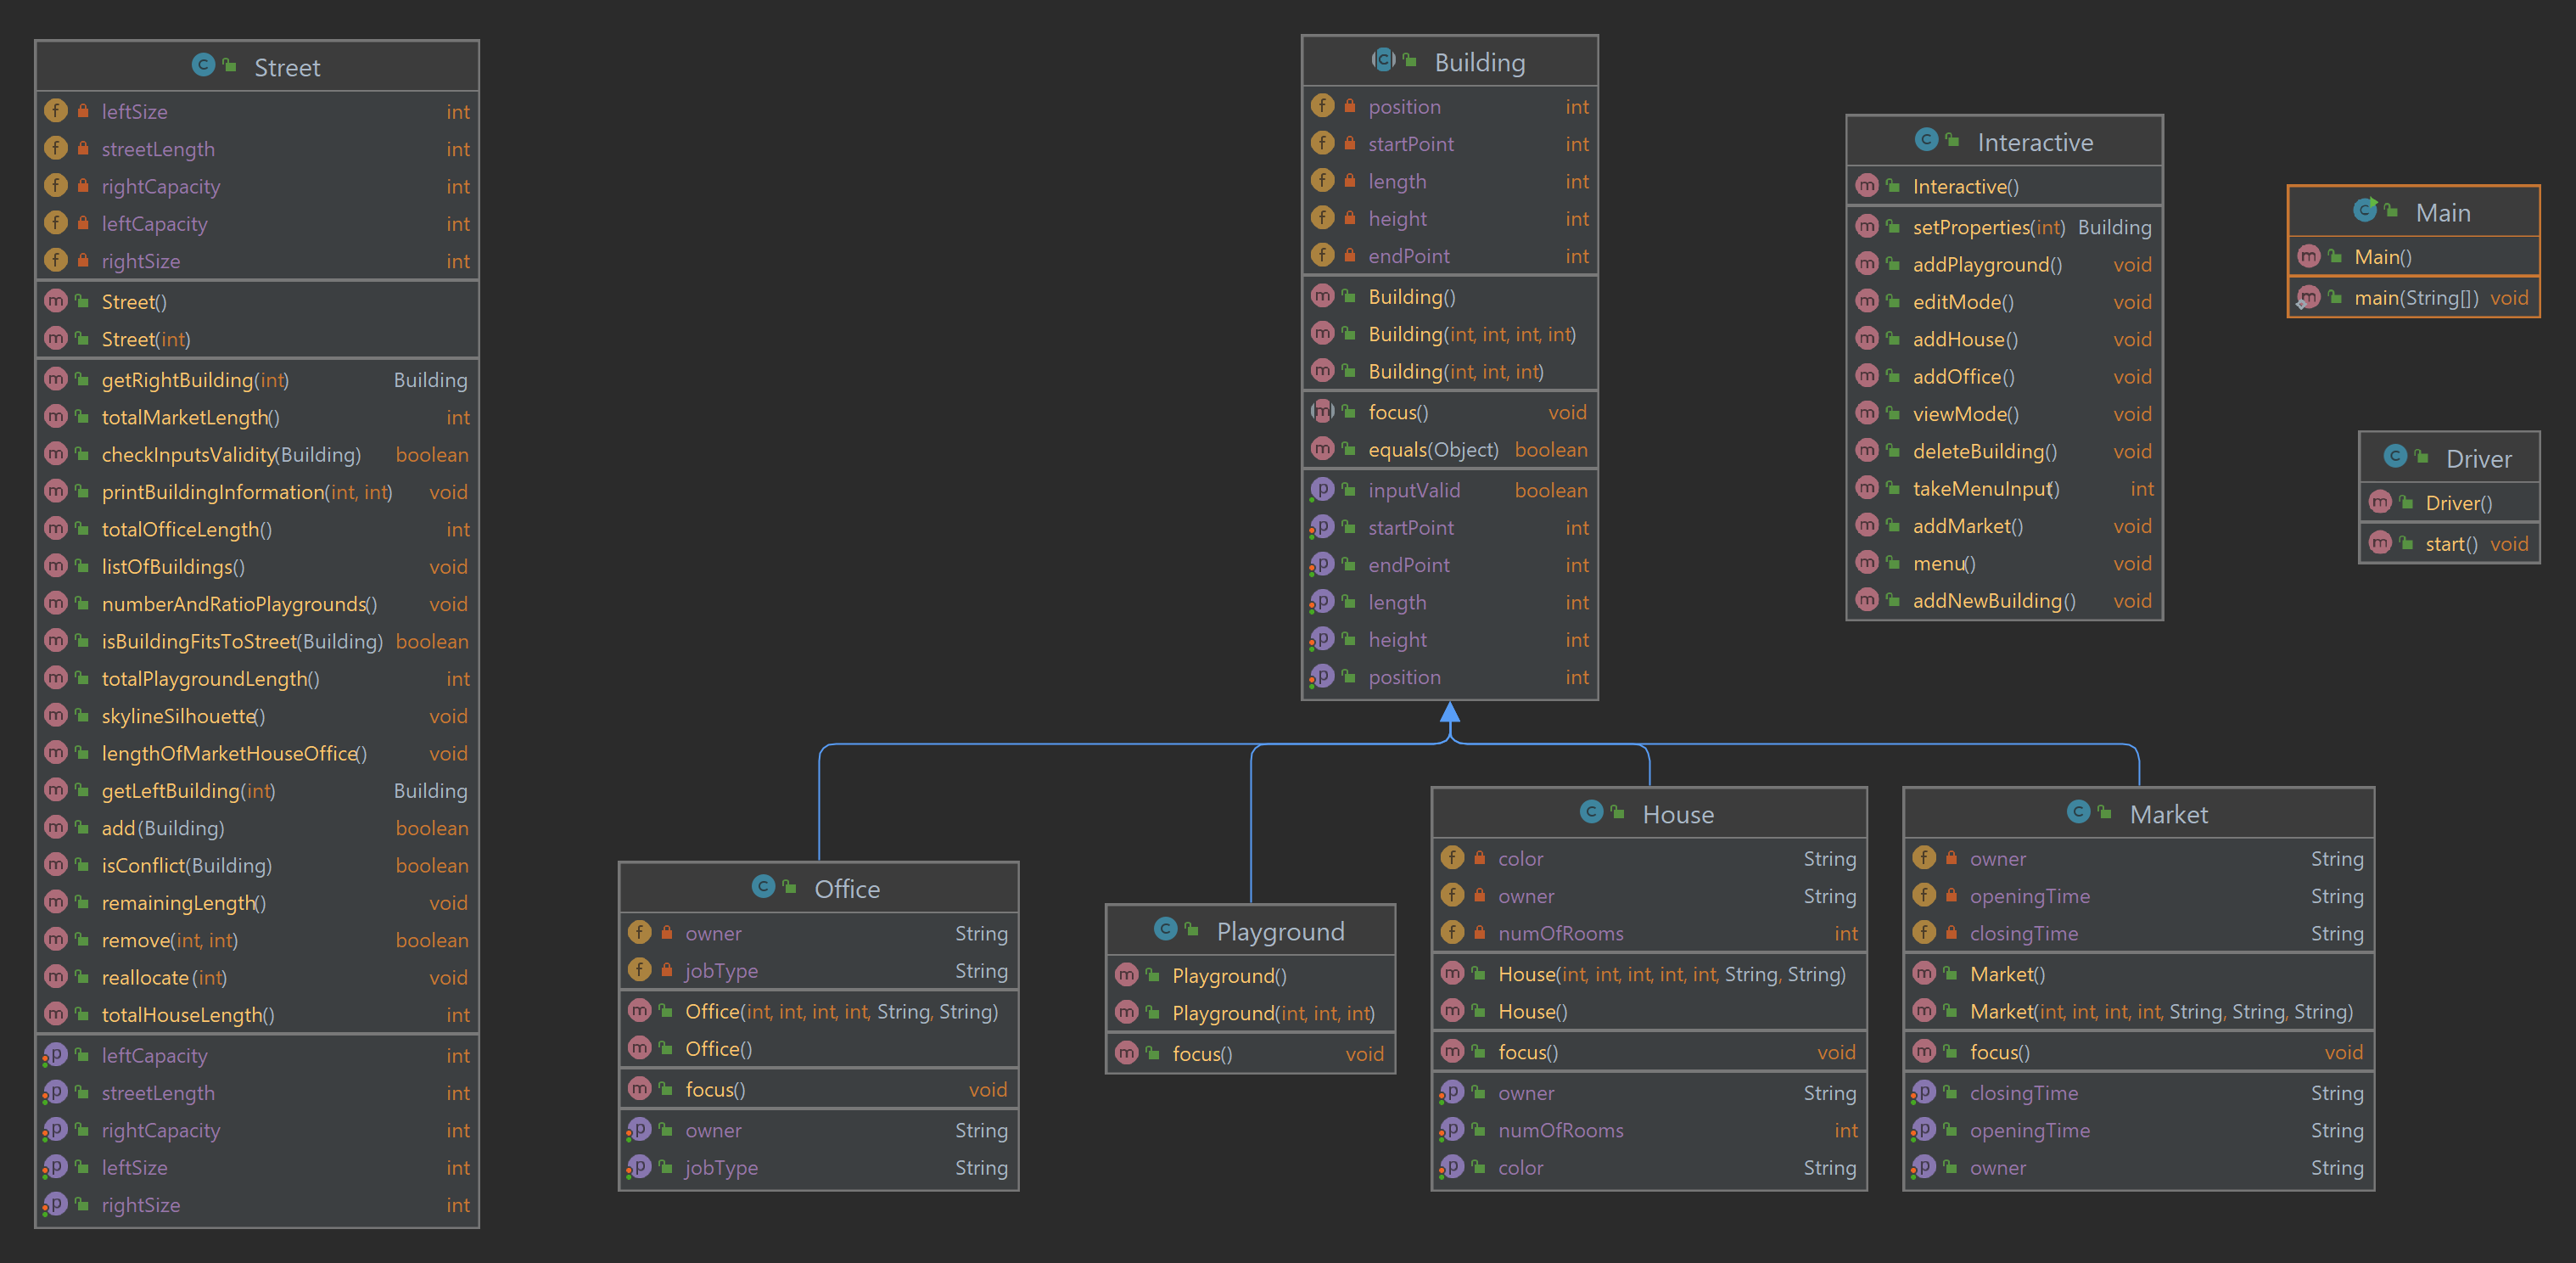 Street
leftSize int
streetLength int
rightCapacity int
leftCapacity int
rightSize int
Street()
Street(int)
getRightBuilding(int) Building
totalMarketLength() int
checkInputsValidity(Building) boolean
printBuildingInformation(int, int) void
totalOfficeLength() int
listOfBuildings() void
numberAndRatioPlaygrounds() void
isBuildingFitsToStreet(Building) boolean
totalPlaygroundLength() int
skylineSilhouette() void
lengthOfMarketHouseOffice() void
getLeftBuilding(int) Building
add(Building) boolean
isConflict(Building) boolean
remainingLength() void
remove(int, int) boolean
reallocate(int) void
totalHouseLength() int
leftCapacity int
streetLength int
rightCapacity int
leftSize int
rightSize int
Building
position int
startPoint int
length int
height int
endPoint int
Building()
Building(int, int, int, int)
Building(int, int, int)
focus() void
equals(Object) boolean
inputValid boolean
startPoint int
endPoint int
length int
height int
position int
Interactive
Interactive()
setProperties(int) Building
addPlayground() void
editMode() void
addHouse() void
addOffice() void
viewMode() void
deleteBuilding() void
takeMenuInput() int
addMarket() void
menu() void
addNewBuilding() void
Main
Main()
main(String[]) void
Driver
Driver()
start() void
Office
owner String
jobType String
Office(int, int, int, int, String, String)
Office()
focus() void
owner String
jobType String
Playground
Playground()
Playground(int, int, int)
focus() void
House
color String
owner String
numOfRooms int
House(int, int, int, int, int, String, String)
House()
focus() void
owner String
numOfRooms int
color String
Market
owner String
openingTime String
closingTime String
Market()
Market(int, int, int, int, String, String, String)
focus() void
closingTime String
openingTime String
owner String